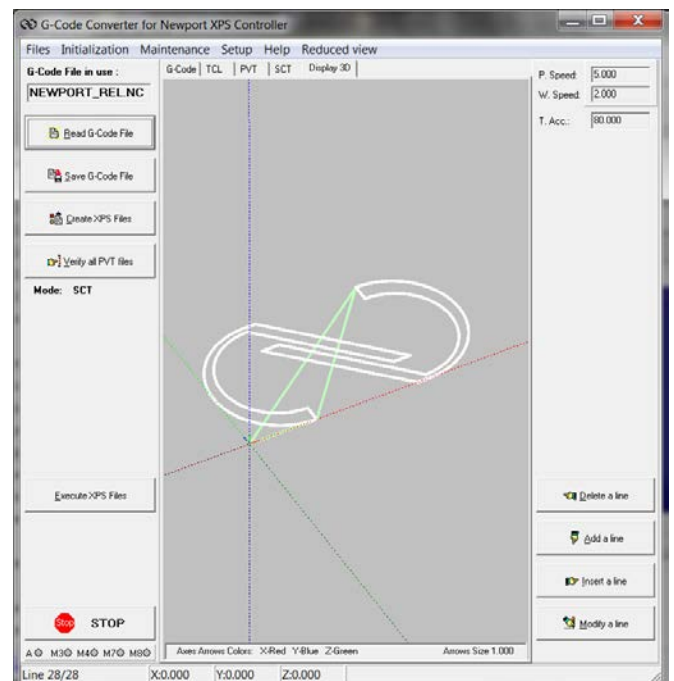 G-Code Converter for Newport XPS Controller
Files Initialization Maintenance Setup Help Reduced view
G-Code File in use :
NEWPORT_REL.NC
Read G-Code File
Save G-Code File
Create XPS Files
Verify all PVT files
Mode: SCT
Execute XPS Files
Stop STOP
A M3 M4 M7 M8
G-Code TCL PVT SCT Display 3D
Axes Arrows Colors: X-Red Y-Blue Z-Green Arrows Size 1.000
P. Speed: 5.000
W. Speed: 2.000
T. Acc.: 80.000
Delete a line
Add a line
Insert a line
Modify a line
Line 28/28 X:0.000 Y:0.000 Z:0.000